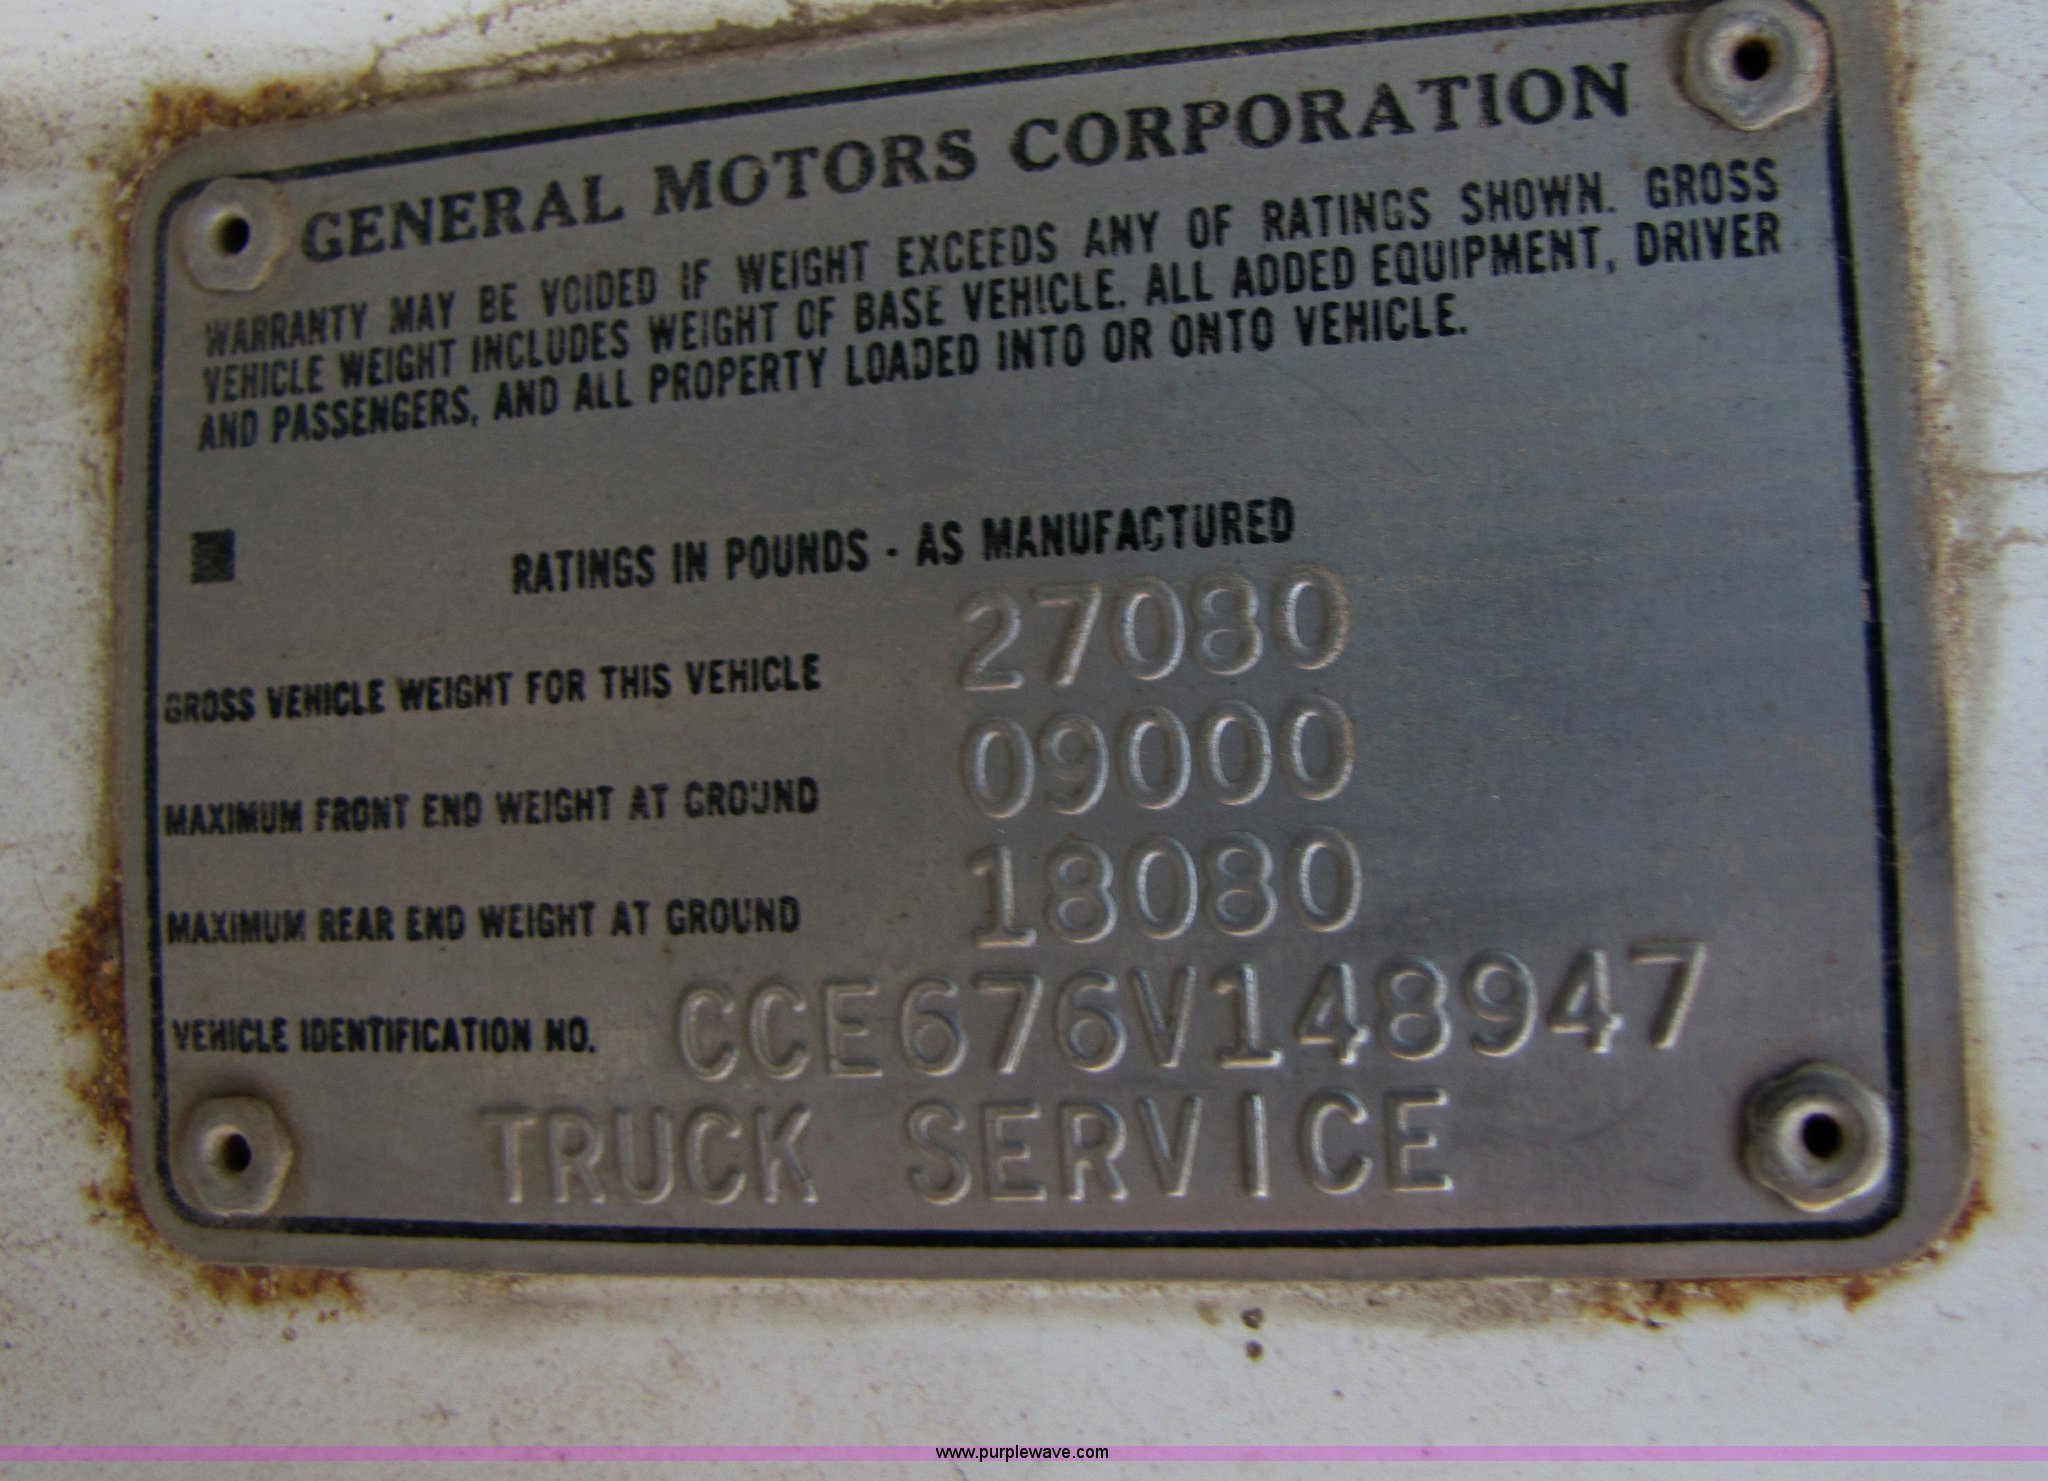 GENERAL MOTORS CORPORATION
WARRANTY MAY BE VOIDED IF WEIGHT EXCEEDS ANY OF RATINGS SHOWN. GROSS
VEHICLE WEIGHT INCLUDES WEIGHT OF BASE VEHICLE. ALL ADDED EQUIPMENT, DRIVER
AND PASSENGERS, AND ALL PROPERTY LOADED INTO OR ONTO VEHICLE.
RATINGS IN POUNDS - AS MANUFACTURED
GROSS VEHICLE WEIGHT FOR THIS VEHICLE 27080
MAXIMUM FRONT END WEIGHT AT GROUND 09000
MAXIMUM REAR END WEIGHT AT GROUND 18080
VEHICLE IDENTIFICATION NO. CCE676V148947
TRUCK SERVICE
www.purplewave.com